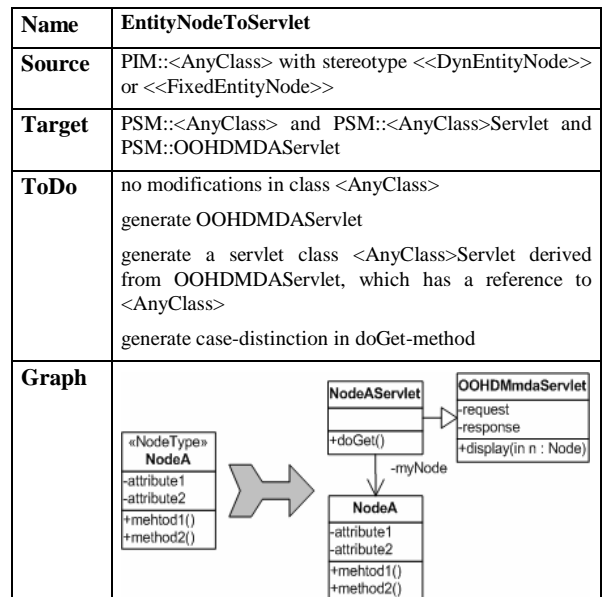 Name EntityNodeToServlet
Source PIM::<AnyClass> with stereotype <<DynEntityNode>>
or <<FixedEntityNode>>
Target PSM::<AnyClass> and PSM::<AnyClass>Servlet and
PSM::OOHDMDAServlet
ToDo no modifications in class <AnyClass>
generate OOHDMDAServlet
generate a servlet class <AnyClass>Servlet derived
from OOHDMDAServlet, which has a reference to
<AnyClass>
generate case-distinction in doGet-method
Graph
«NodeType»
NodeA
-attribute1
-attribute2
+mehtod1()
+method2()
NodeAServlet
+doGet()
OOHDMmdaServlet
-request
-response
+display(in n : Node)
-myNode
NodeA
-attribute1
-attribute2
+mehtod1()
+method2()